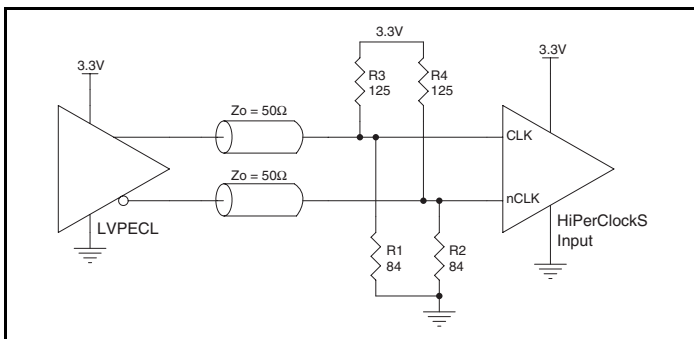 3.3V
3.3V
3.3V
R3
125
R4
125
Zo = 50Ω
CLK
Zo = 50Ω
nCLK
LVPECL
HiPerClockS
Input
R1
84
R2
84